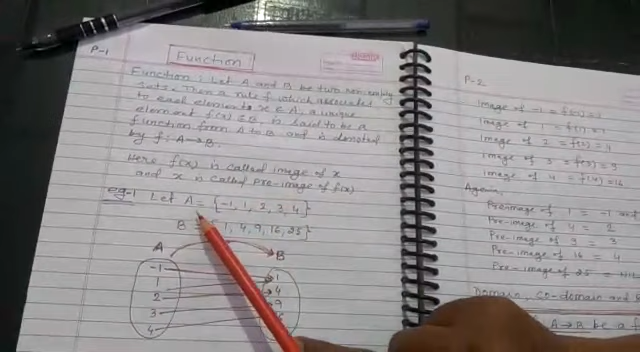 P-1
Function
Function : Let A and B be two non-empty
sets. Then a rule f which associates
to each element x ∈ A, a unique
element f(x) ∈ B, is said to be a
function from A to B and is denoted
by f: A→B.
Here f(x) is called image of x
and x is called pre-image of f(x)
eg-1 Let A = {-1, 1, 2, 3, 4}
B = 1, 4, 9, 16, 25}
A B
-1 1
1 4
2 9
3
4
P-2
Image of -1 = f(-1) = 1
Image of 1 = f(1) = 1
Image of 2 = f(2) = 4
Image of 3 = f(3) = 9
Image of 4 = f(4) = 16
Again,
Pre-image of 1 = -1 and
Pre-image of 4 = 2
Pre-image of 9 = 3
Pre-image of 16 = 4
Pre-image of 25 =
Domain, Co-domain and
A→B be a